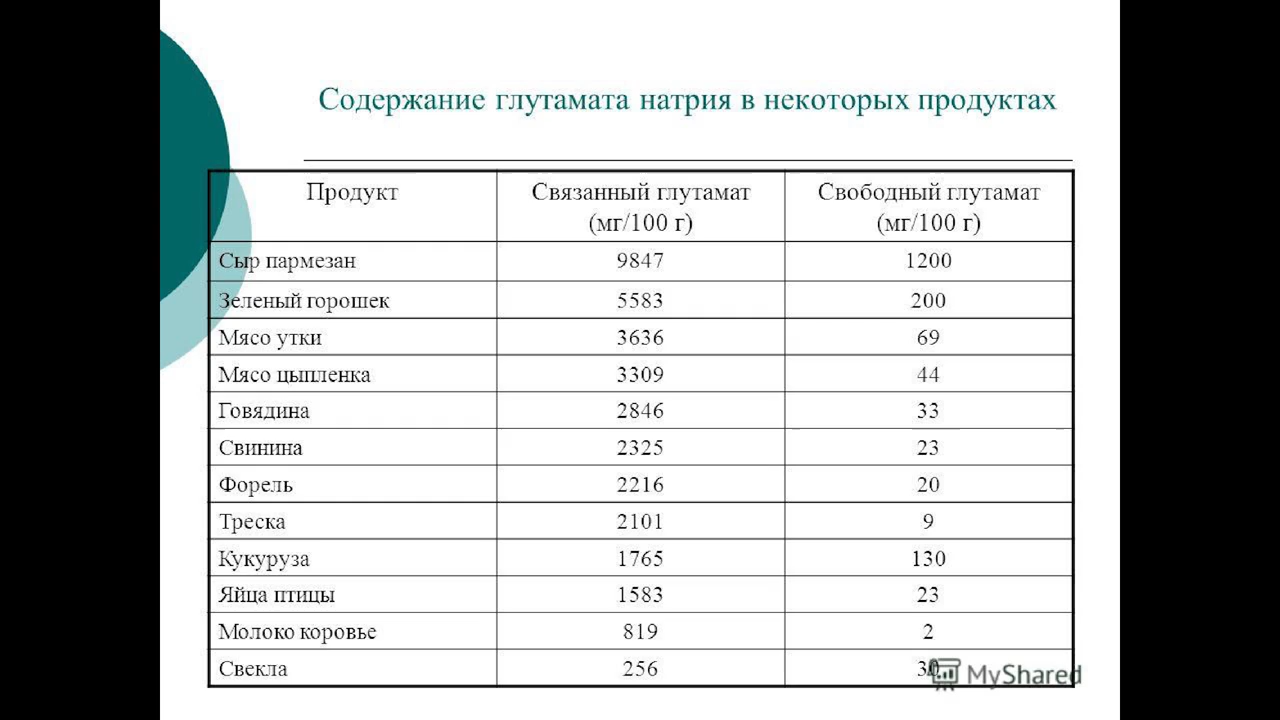 Содержание глутамата натрия в некоторых продуктах
Продукт Связанный глутамат (мг/100 г) Свободный глутамат (мг/100 г)
Сыр пармезан 9847 1200
Зеленый горошек 5583 200
Мясо утки 3636 69
Мясо цыпленка 3309 44
Говядина 2846 33
Свинина 2325 23
Форель 2216 20
Треска 2101 9
Кукуруза 1765 130
Яйца птицы 1583 23
Молоко коровье 819 2
Свекла 256 30
MyShared